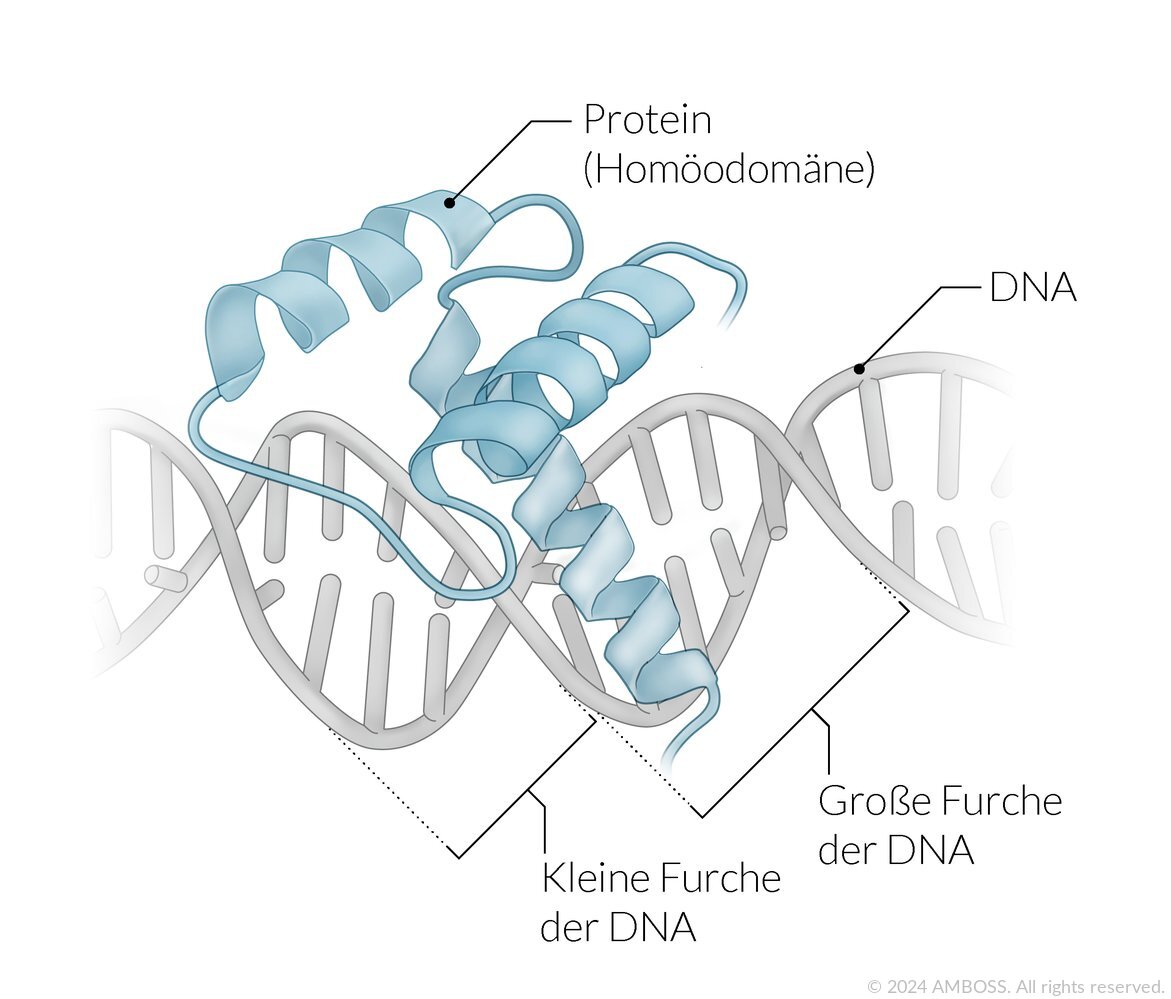 Protein
(Homöodomäne)
DNA
Große Furche
der DNA
Kleine Furche
der DNA
© 2024 AMBOSS. All rights reserved.